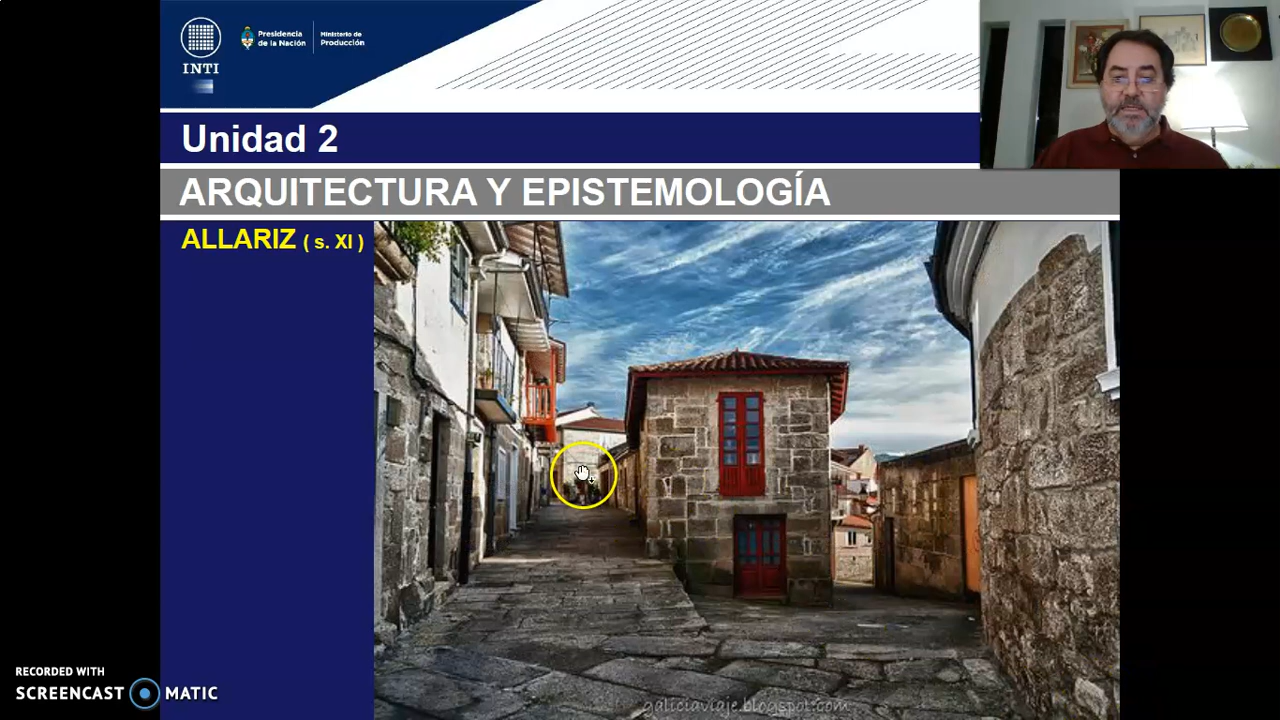 INTI
Presidencia
de la Nación
Ministerio de
Producción
Unidad 2
ARQUITECTURA Y EPISTEMOLOGÍA
ALLARIZ ( s. XI )
galiciaviaje.blogspot.com
RECORDED WITH
SCREENCAST MATIC